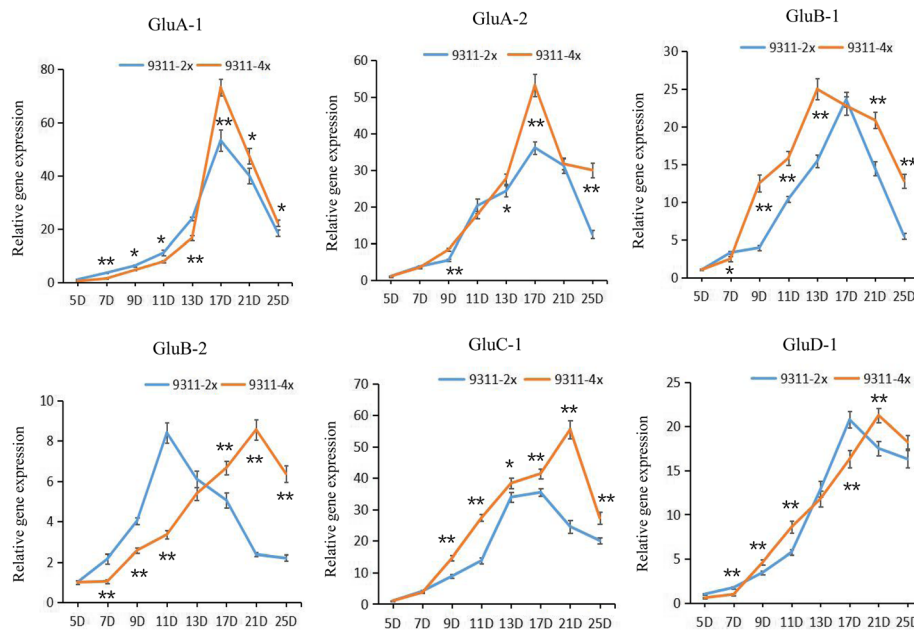 GluA-1
9311-2x 9311-4x
Relative gene expression
80
60
40
20
0
** * * ** ** * *
5D 7D 9D 11D 13D 17D 21D 25D
GluA-2
9311-2x 9311-4x
Relative gene expression
60
50
40
30
20
10
0
** * ** **
5D 7D 9D 11D 13D 17D 21D 25D
GluB-1
9311-2x 9311-4x
Relative gene expression
30
25
20
15
10
5
0
* ** ** ** ** **
5D 7D 9D 11D 13D 17D 21D 25D
GluB-2
9311-2x 9311-4x
Relative gene expression
10
8
6
4
2
0
** ** ** ** ** **
5D 7D 9D 11D 13D 17D 21D 25D
GluC-1
9311-2x 9311-4x
Relative gene expression
70
60
50
40
30
20
10
0
** ** * ** ** **
5D 7D 9D 11D 13D 17D 21D 25D
GluD-1
9311-2x 9311-4x
Relative gene expression
25
20
15
10
5
0
** ** ** ** **
5D 7D 9D 11D 13D 17D 21D 25D